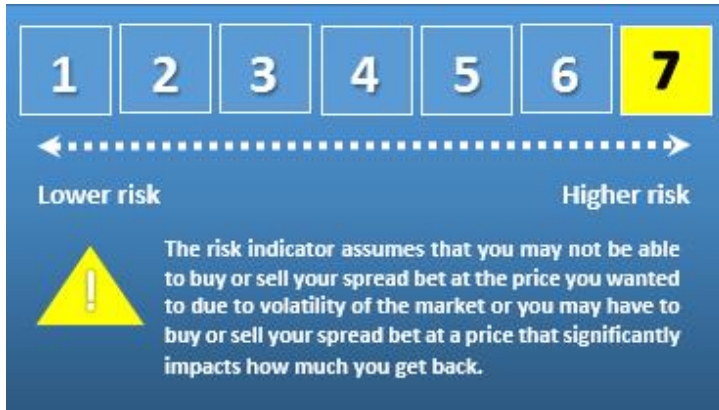 1 2 3 4 5 6 7
Lower risk Higher risk
!
The risk indicator assumes that you may not be able
to buy or sell your spread bet at the price you wanted
to due to volatility of the market or you may have to
buy or sell your spread bet at a price that significantly
impacts how much you get back.